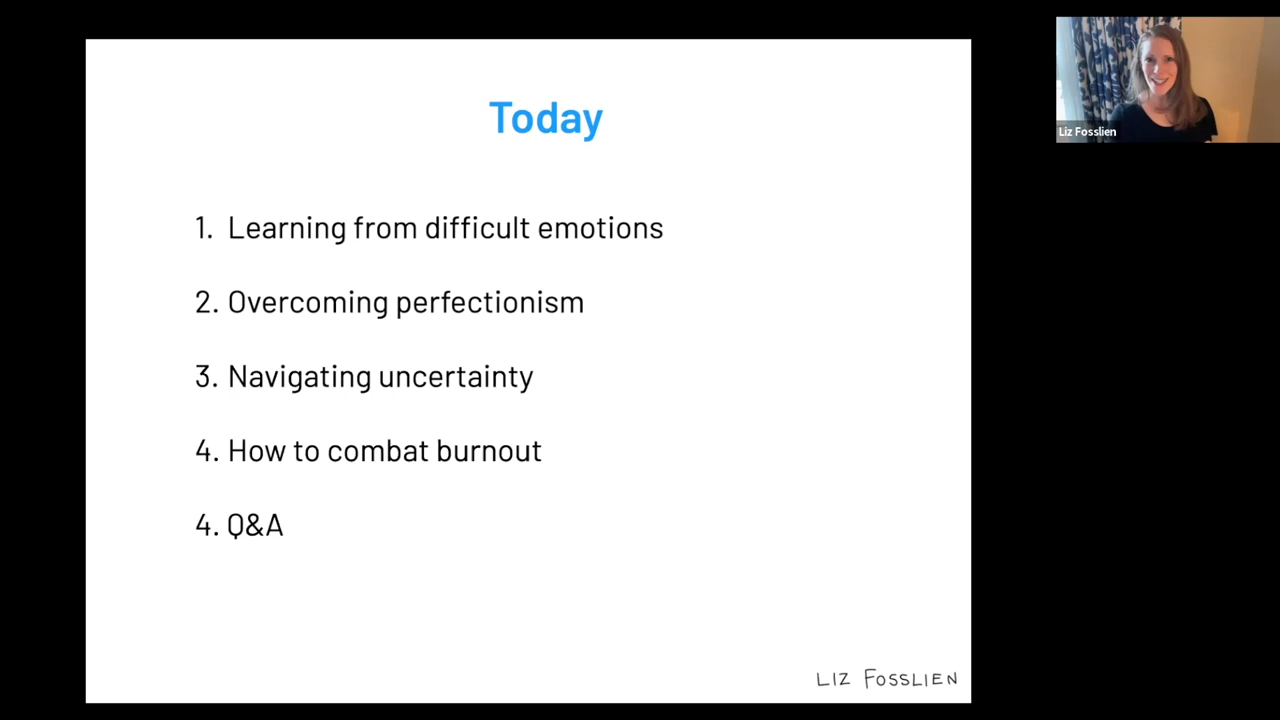 Today
1. Learning from difficult emotions
2. Overcoming perfectionism
3. Navigating uncertainty
4. How to combat burnout
4. Q&A
LIZ FOSSLIEN
Liz Fosslien